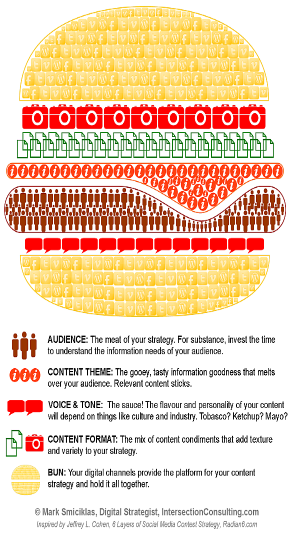 AUDIENCE: The meat of your strategy. For substance, invest the time
to understand the information needs of your audience.
CONTENT THEME: The gooey, tasty information goodness that melts
over your audience. Relevant content sticks.
VOICE & TONE: The sauce! The flavour and personality of your content
will depend on things like culture and industry. Tobasco? Ketchup? Mayo?
CONTENT FORMAT: The mix of content condiments that add texture
and variety to your strategy.
BUN: Your digital channels provide the platform for your content
strategy and hold it all together.
© Mark Smiciklas, Digital Strategist, IntersectionConsulting.com
Inspired by Jeffrey L. Cohen, 6 Layers of Social Media Contest Strategy, Radian6.com